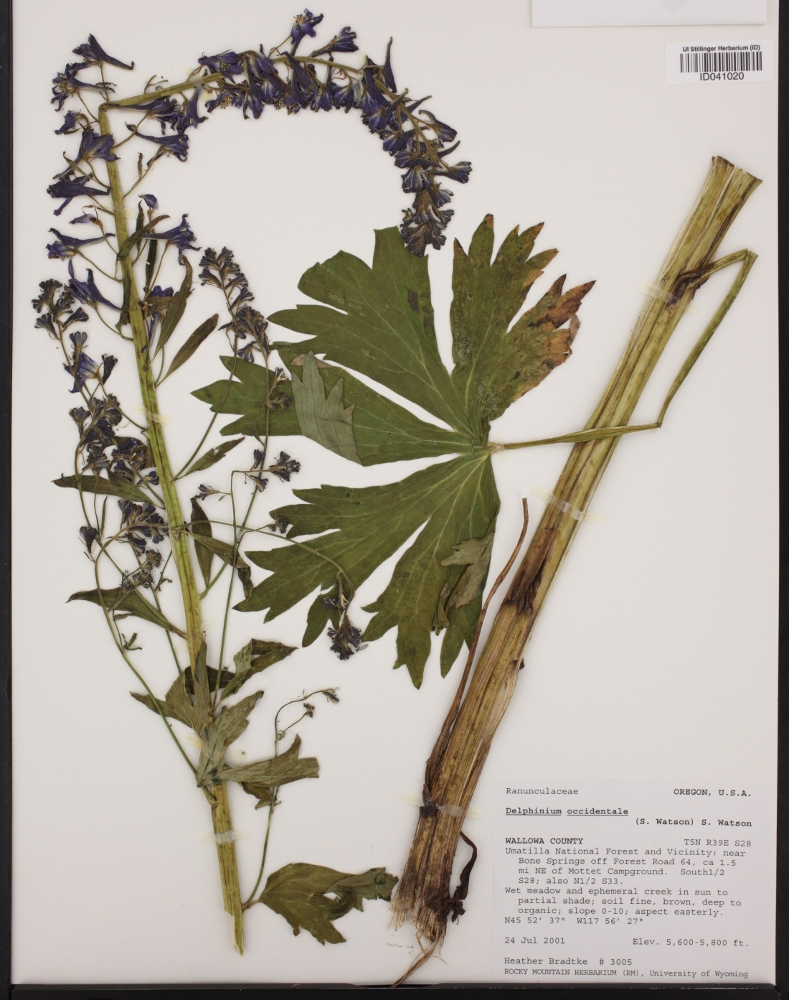 UI Stillinger Herbarium (ID)
ID041020
Ranunculaceae OREGON, U.S.A.
Delphinium occidentale
(S. Watson) S. Watson
WALLOWA COUNTY T5N R39E S28
Umatilla National Forest and Vicinity: near
Bone Springs off Forest Road 64, ca 1.5
mi NE of Mottet Campground. South1/2
S28; also N1/2 S33.
Wet meadow and ephemeral creek in sun to
partial shade; soil fine, brown, deep to
organic; slope 0-10; aspect easterly.
N45 52' 37" W117 56' 27"
24 Jul 2001 Elev. 5,600-5,800 ft.
Heather Bradtke # 3005
ROCKY MOUNTAIN HERBARIUM (RM), University of Wyoming